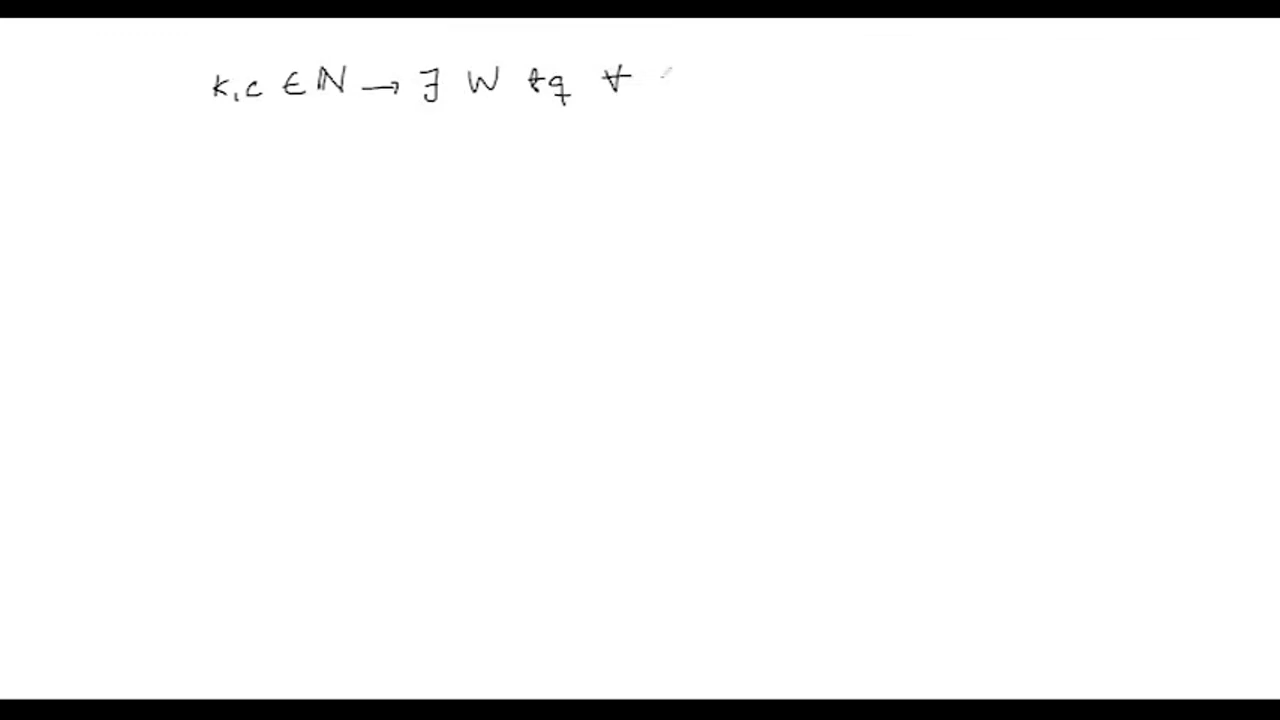 k,c ∈ ℕ → ∃ W tq ∀